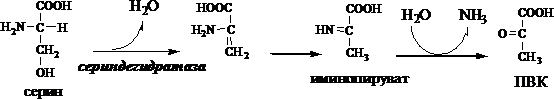 COOH
H₂N
H
CH₂
OH
серин
H₂O
сериндегидратаза
HOOC
H₂N
CH₂
COOH
HN
CH₃
иминопируват
H₂O
NH₃
COOH
O
CH₃
ПВК